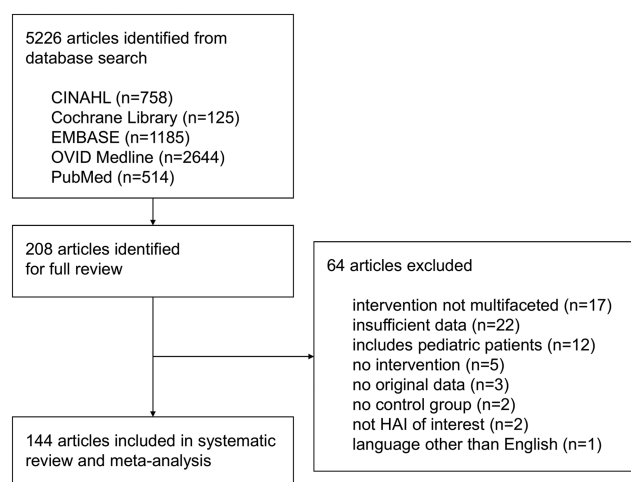 5226 articles identified from
database search
CINAHL (n=758)
Cochrane Library (n=125)
EMBASE (n=1185)
OVID Medline (n=2644)
PubMed (n=514)
208 articles identified
for full review
64 articles excluded
intervention not multifaceted (n=17)
insufficient data (n=22)
includes pediatric patients (n=12)
no intervention (n=5)
no original data (n=3)
no control group (n=2)
not HAI of interest (n=2)
language other than English (n=1)
144 articles included in systematic
review and meta-analysis